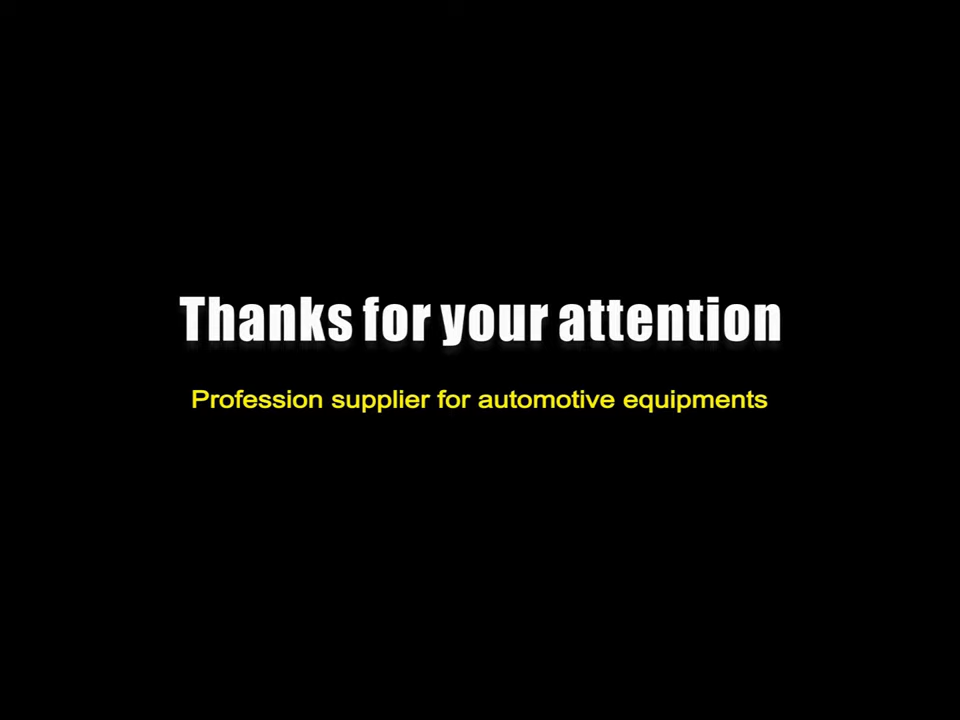 Thanks for your attention
Profession supplier for automotive equipments